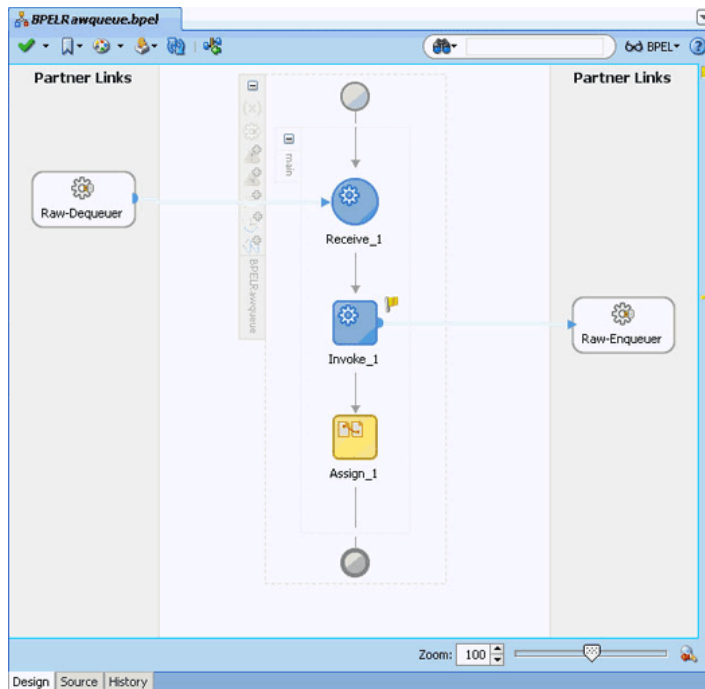 BPELRawqueue.bpel
BPEL
Partner Links
Partner Links
main
Raw-Dequeuer
Receive_1
BPELRawqueue
Invoke_1
Raw-Enqueuer
Assign_1
Zoom: 100
Design Source History